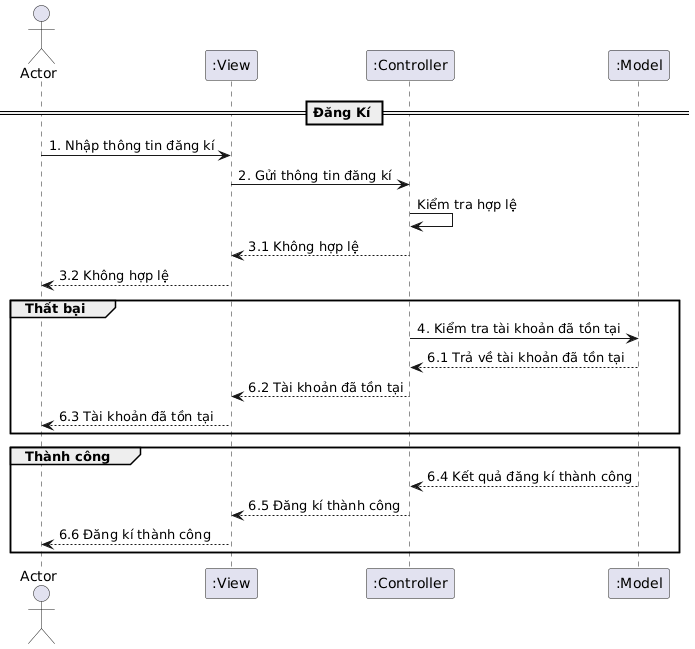 Actor
:View
:Controller
:Model
Đăng Kí
1. Nhập thông tin đăng kí
2. Gửi thông tin đăng kí
Kiểm tra hợp lệ
3.1 Không hợp lệ
3.2 Không hợp lệ
Thất bại
4. Kiểm tra tài khoản đã tồn tại
6.1 Trả về tài khoản đã tồn tại
6.2 Tài khoản đã tồn tại
6.3 Tài khoản đã tồn tại
Thành công
6.4 Kết quả đăng kí thành công
6.5 Đăng kí thành công
6.6 Đăng kí thành công
Actor
:View
:Controller
:Model